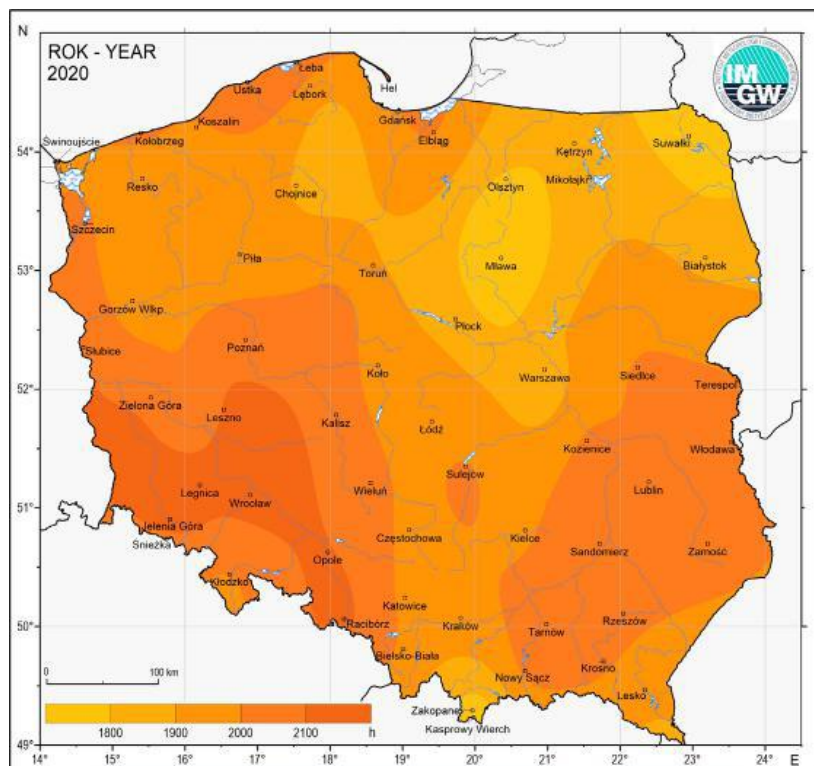 N
ROK - YEAR
2020
IM
GW
Łeba
Ustka
Lębork
Hel
Koszalin
Gdańsk
Świnoujście
Kołobrzeg
Elbląg
Kętrzyn
Suwałki
54°
Resko
Chojnice
Olsztyn
Mikołajki
Szczecin
Piła
Toruń
Mława
Białystok
53°
Gorzów Wlkp.
Płock
Słubice
Poznań
Koło
Warszawa
Siedlce
Terespol
52°
Zielona Góra
Leszno
Kalisz
Łódź
Kozienice
Włodawa
Sulejów
Legnica
Wrocław
Wieluń
Lublin
51°
Jelenia Góra
Śnieżka
Częstochowa
Kielce
Sandomierz
Zamość
Opole
Kłodzko
Katowice
Racibórz
Kraków
Tarnów
Rzeszów
50°
Bielsko-Biała
Nowy Sącz
Krosno
Lesko
0 100 km
Zakopane
Kasprowy Wierch
1800 1900 2000 2100 h
49°
14° 15° 16° 17° 18° 19° 20° 21° 22° 23° 24° E